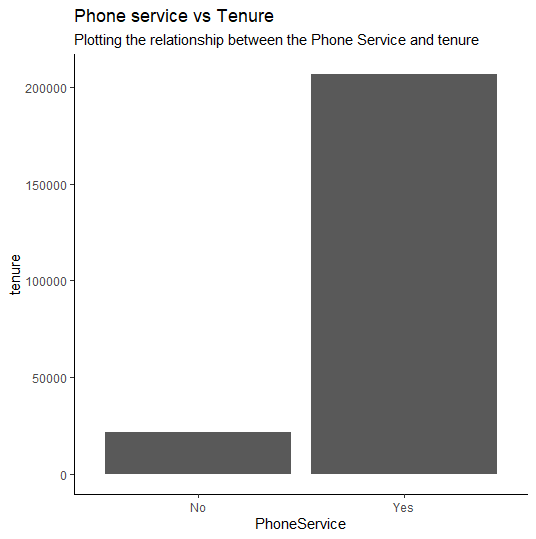 Phone service vs Tenure
Plotting the relationship between the Phone Service and tenure
200000
150000
100000
50000
0
tenure
No
Yes
PhoneService